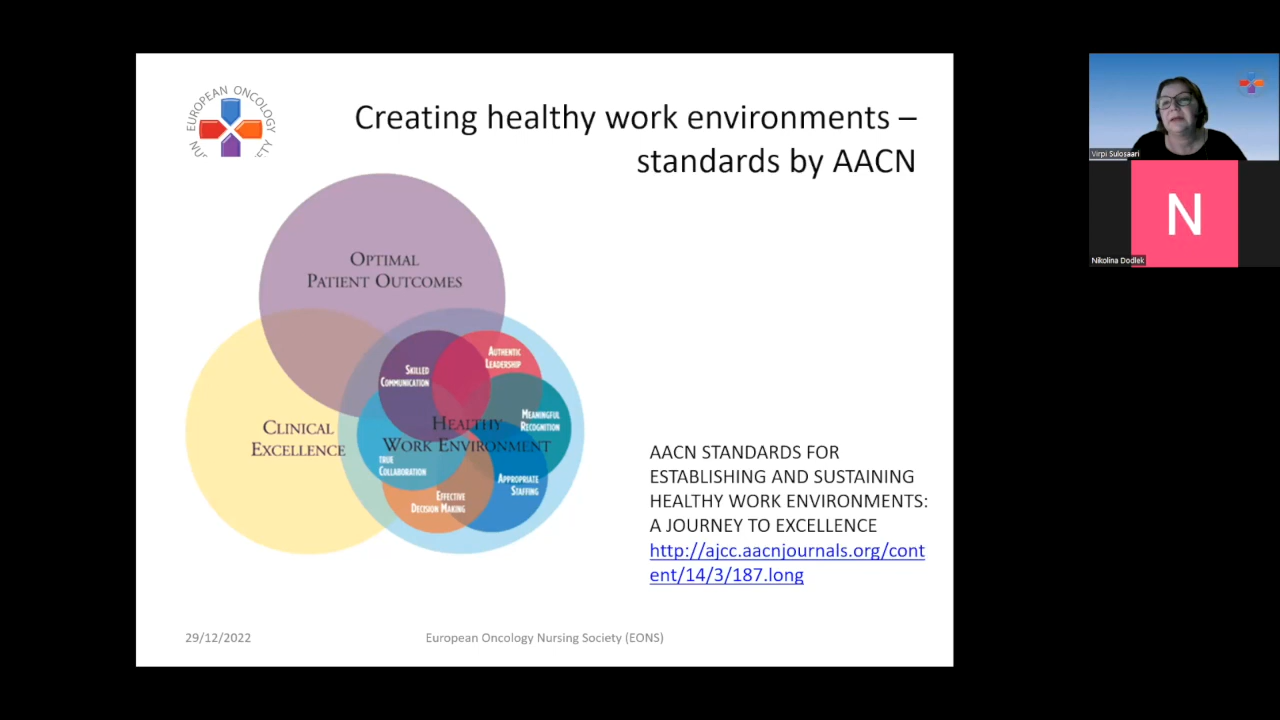 EUROPEAN ONCOLOGY
Creating healthy work environments –
standards by AACN
OPTIMAL
PATIENT OUTCOMES
SKILLED
COMMUNICATION
AUTHENTIC
LEADERSHIP
MEANINGFUL
RECOGNITION
HEALTHY
WORK ENVIRONMENT
CLINICAL
EXCELLENCE
TRUE
COLLABORATION
APPROPRIATE
STAFFING
EFFECTIVE
DECISION MAKING
AACN STANDARDS FOR
ESTABLISHING AND SUSTAINING
HEALTHY WORK ENVIRONMENTS:
A JOURNEY TO EXCELLENCE
http://ajcc.aacnjournals.org/cont
ent/14/3/187.long
29/12/2022
European Oncology Nursing Society (EONS)
Virpi Sulosaari
N
Nikolina Dodlek